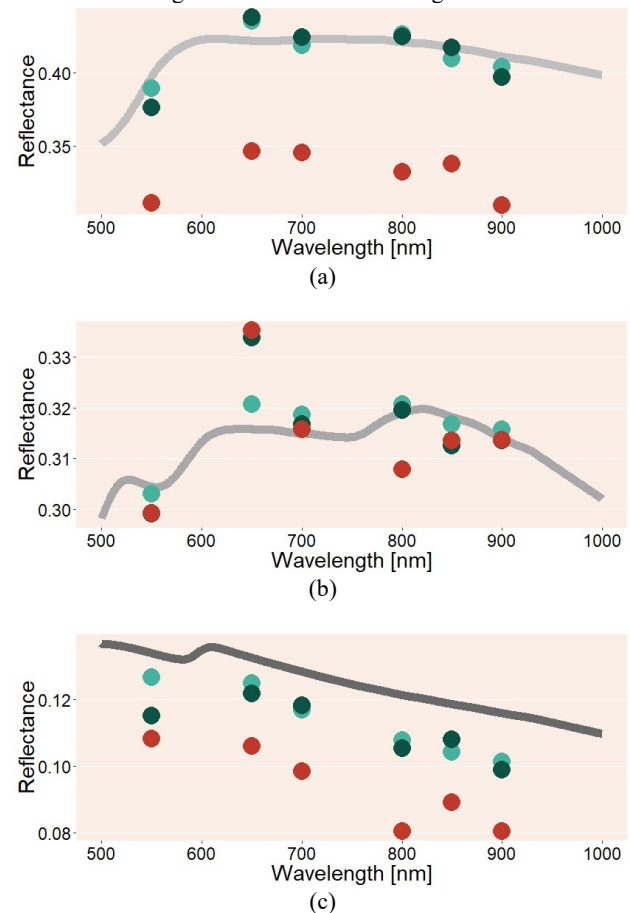 0.40
0.35
Reflectance
500 600 700 800 900 1000
Wavelength [nm]
(a)
0.33
0.32
0.31
0.30
Reflectance
500 600 700 800 900 1000
Wavelength [nm]
(b)
0.12
0.10
0.08
Reflectance
500 600 700 800 900 1000
Wavelength [nm]
(c)